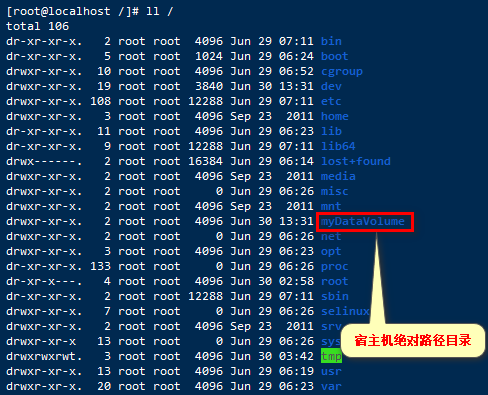 [root@localhost /]# ll /
total 106
dr-xr-xr-x. 2 root root 4096 Jun 29 07:11 bin
dr-xr-xr-x. 5 root root 1024 Jun 29 06:24 boot
drwxr-xr-x. 10 root root 4096 Jun 29 06:52 cgroup
drwxr-xr-x. 19 root root 3840 Jun 30 13:31 dev
drwxr-xr-x. 108 root root 12288 Jun 29 07:11 etc
drwxr-xr-x. 3 root root 4096 Sep 23 2011 home
dr-xr-xr-x. 11 root root 4096 Jun 29 06:23 lib
dr-xr-xr-x. 9 root root 12288 Jun 29 07:11 lib64
drwx------. 2 root root 16384 Jun 29 06:14 lost+found
drwxr-xr-x. 2 root root 4096 Sep 23 2011 media
drwxr-xr-x. 2 root root 0 Jun 29 06:26 misc
drwxr-xr-x. 2 root root 4096 Sep 23 2011 mnt
drwxr-xr-x. 2 root root 4096 Jun 30 13:31 myDataVolume
drwxr-xr-x. 2 root root 0 Jun 29 06:26 net
drwxr-xr-x. 3 root root 4096 Jun 29 06:23 opt
dr-xr-xr-x. 133 root root 0 Jun 29 06:26 proc
dr-xr-x---. 4 root root 4096 Jun 30 02:58 root
dr-xr-xr-x. 2 root root 12288 Jun 29 07:11 sbin
drwxr-xr-x. 7 root root 0 Jun 29 06:26 selinux
drwxr-xr-x. 2 root root 4096 Sep 23 2011 srv
drwxr-xr-x 13 root root 0 Jun 29 06:26 sys
宿主机绝对路径目录
drwxrwxrwt. 3 root root 4096 Jun 30 03:42 tmp
drwxr-xr-x. 13 root root 4096 Jun 29 06:19 usr
drwxr-xr-x. 20 root root 4096 Jun 29 06:23 var